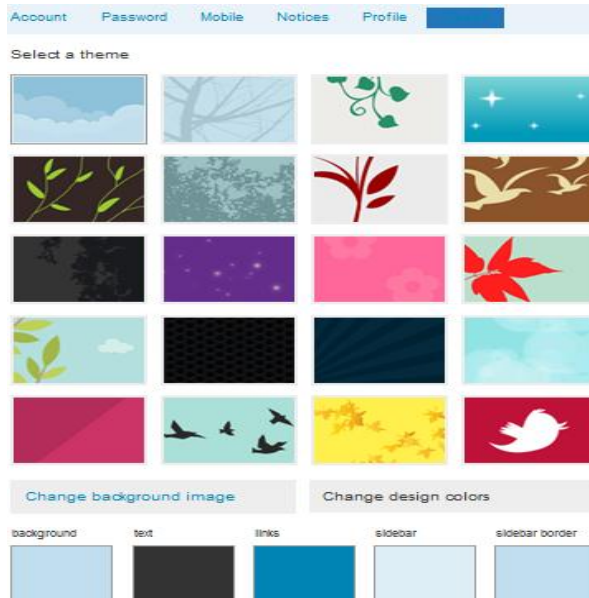 Account Password Mobile Notices Profile
Select a theme
Change background image Change design colors
background text links sidebar sidebar border